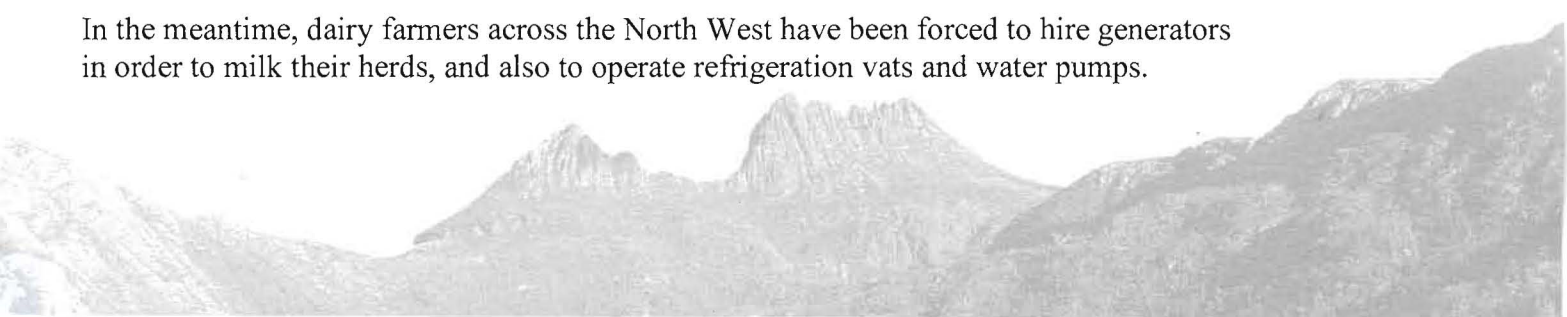 In the meantime, dairy farmers across the North West have been forced to hire generators
in order to milk their herds, and also to operate refrigeration vats and water pumps.